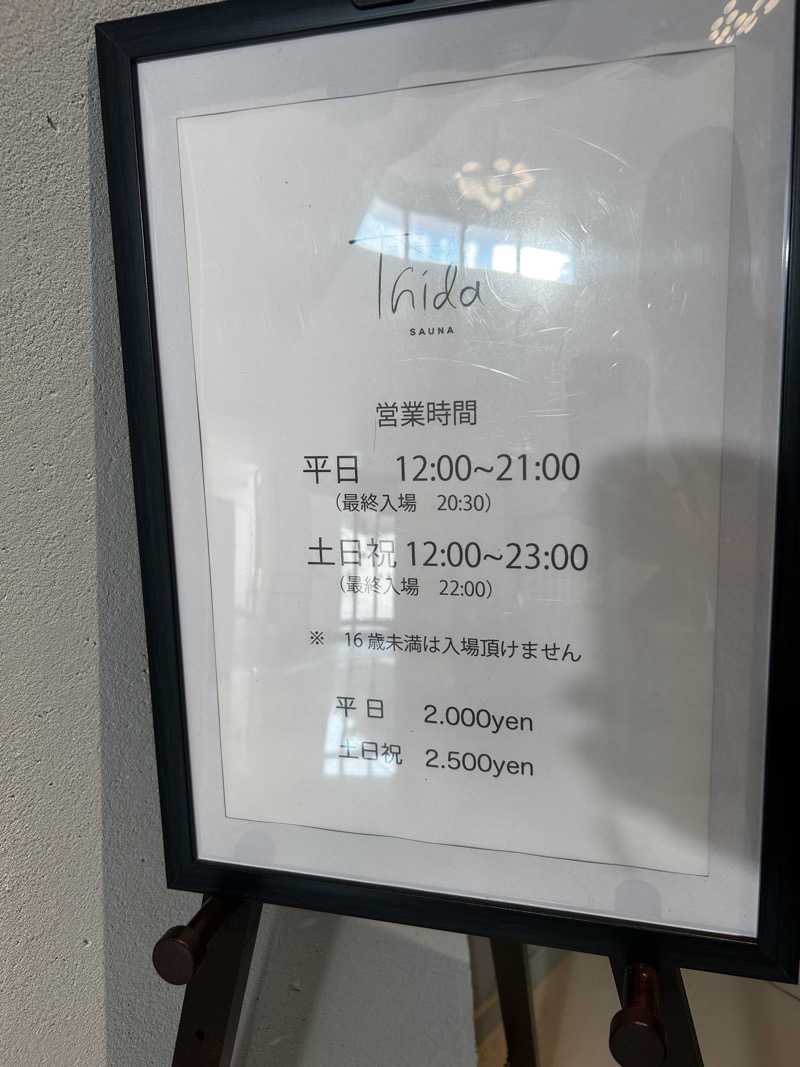 Thida
SAUNA
営業時間
平日 12:00~21:00
(最終入場 20:30)
土日祝 12:00~23:00
(最終入場 22:00)
※ 16歳未満は入場頂けません
平日 2.000yen
土日祝 2.500yen